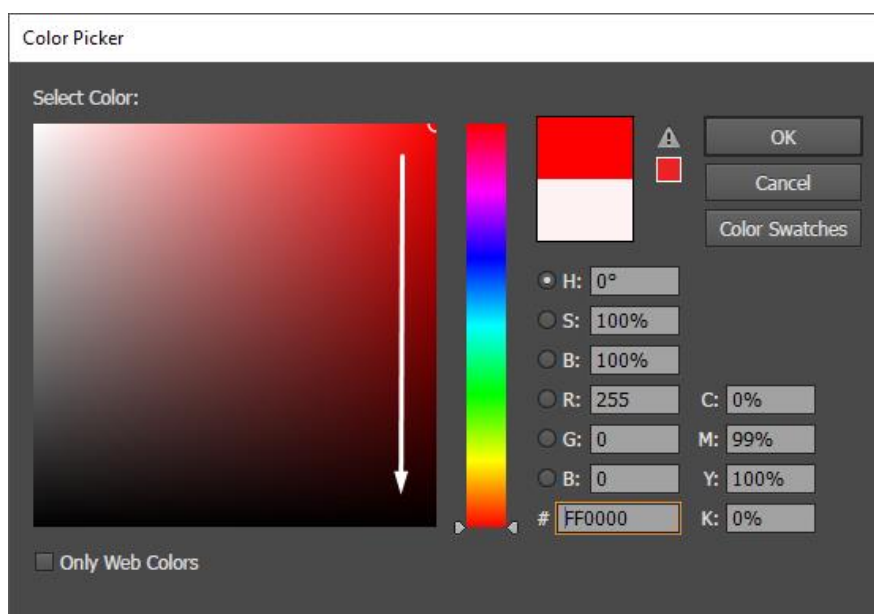 Color Picker
Select Color:
OK
Cancel
Color Swatches
H: 0°
S: 100%
B: 100%
R: 255 C: 0%
G: 0 M: 99%
B: 0 Y: 100%
# FF0000 K: 0%
Only Web Colors